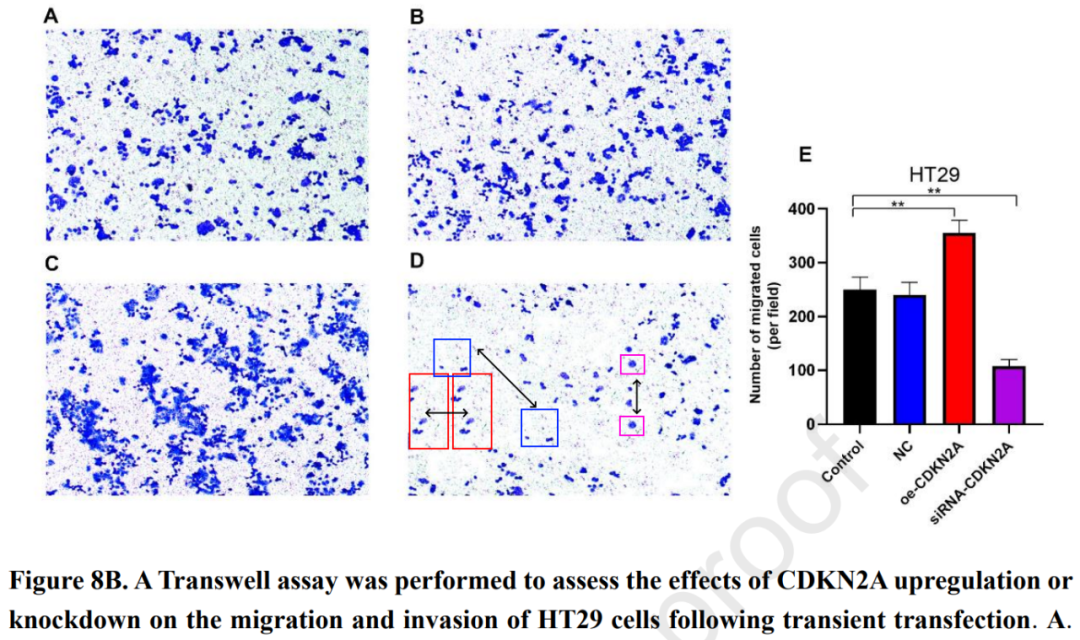 A
B
C
D
E
HT29
**
**
Number of migrated cells
(per field)
400
300
200
100
0
Control
NC
oe-CDKN2A
siRNA-CDKN2A
proof
Figure 8B. A Transwell assay was performed to assess the effects of CDKN2A upregulation or
knockdown on the migration and invasion of HT29 cells following transient transfection. A.